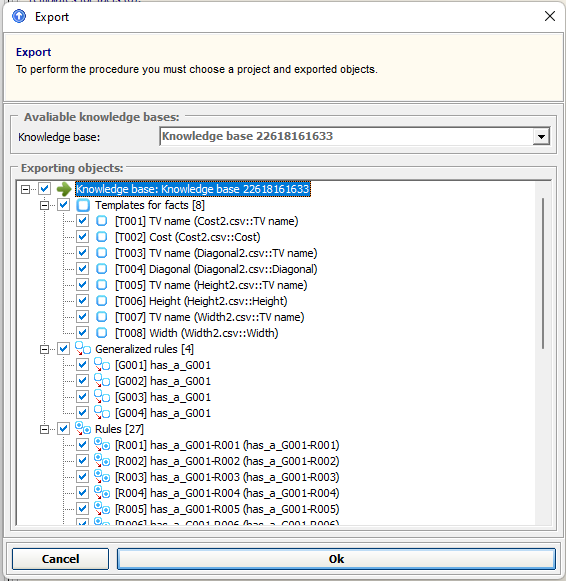 Export
Export
To perform the procedure you must choose a project and exported objects.
Avaliable knowledge bases:
Knowledge base:
Knowledge base 22618161633
Exporting objects:
Knowledge base: Knowledge base 22618161633
Templates for facts [8]
[T001] TV name (Cost2.csv::TV name)
[T002] Cost (Cost2.csv::Cost)
[T003] TV name (Diagonal2.csv::TV name)
[T004] Diagonal (Diagonal2.csv::Diagonal)
[T005] TV name (Height2.csv::TV name)
[T006] Height (Height2.csv::Height)
[T007] TV name (Width2.csv::TV name)
[T008] Width (Width2.csv::Width)
Generalized rules [4]
[G001] has_a_G001
[G002] has_a_G001
[G003] has_a_G001
[G004] has_a_G001
Rules [27]
[R001] has_a_G001-R001 (has_a_G001-R001)
[R002] has_a_G001-R002 (has_a_G001-R002)
[R003] has_a_G001-R003 (has_a_G001-R003)
[R004] has_a_G001-R004 (has_a_G001-R004)
[R005] has_a_G001-R005 (has_a_G001-R005)
[R006] has_a_G001-R006 (has_a_G001-R006)
Cancel
Ok